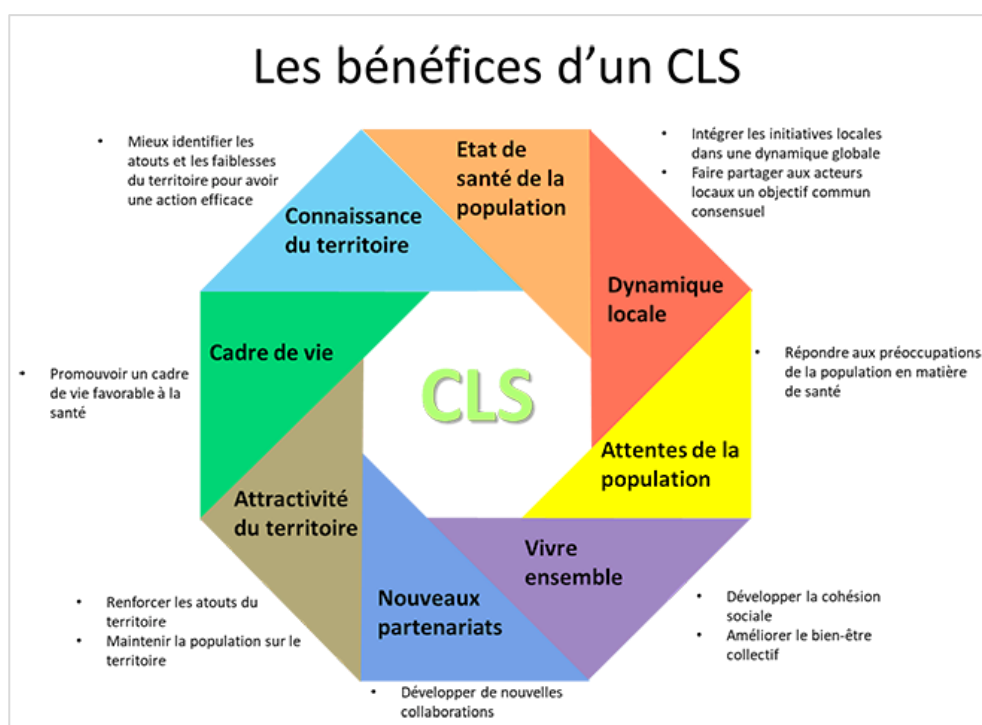 Les bénéfices d'un CLS
• Mieux identifier les
atouts et les faiblesses
du territoire pour avoir
une action efficace
Connaissance
du territoire
Etat de
santé de la
population
• Intégrer les initiatives locales
dans une dynamique globale
• Faire partager aux acteurs
locaux un objectif commun
consensuel
Dynamique
locale
Cadre de vie
• Promouvoir un cadre
de vie favorable à la
santé
CLS
• Répondre aux préoccupations
de la population en matière
de santé
Attentes de la
population
Attractivité
du territoire
• Renforcer les atouts du
territoire
• Maintenir la population sur le
territoire
Nouveaux
partenariats
• Développer de nouvelles
collaborations
Vivre
ensemble
• Développer la cohésion
sociale
• Améliorer le bien-être
collectif